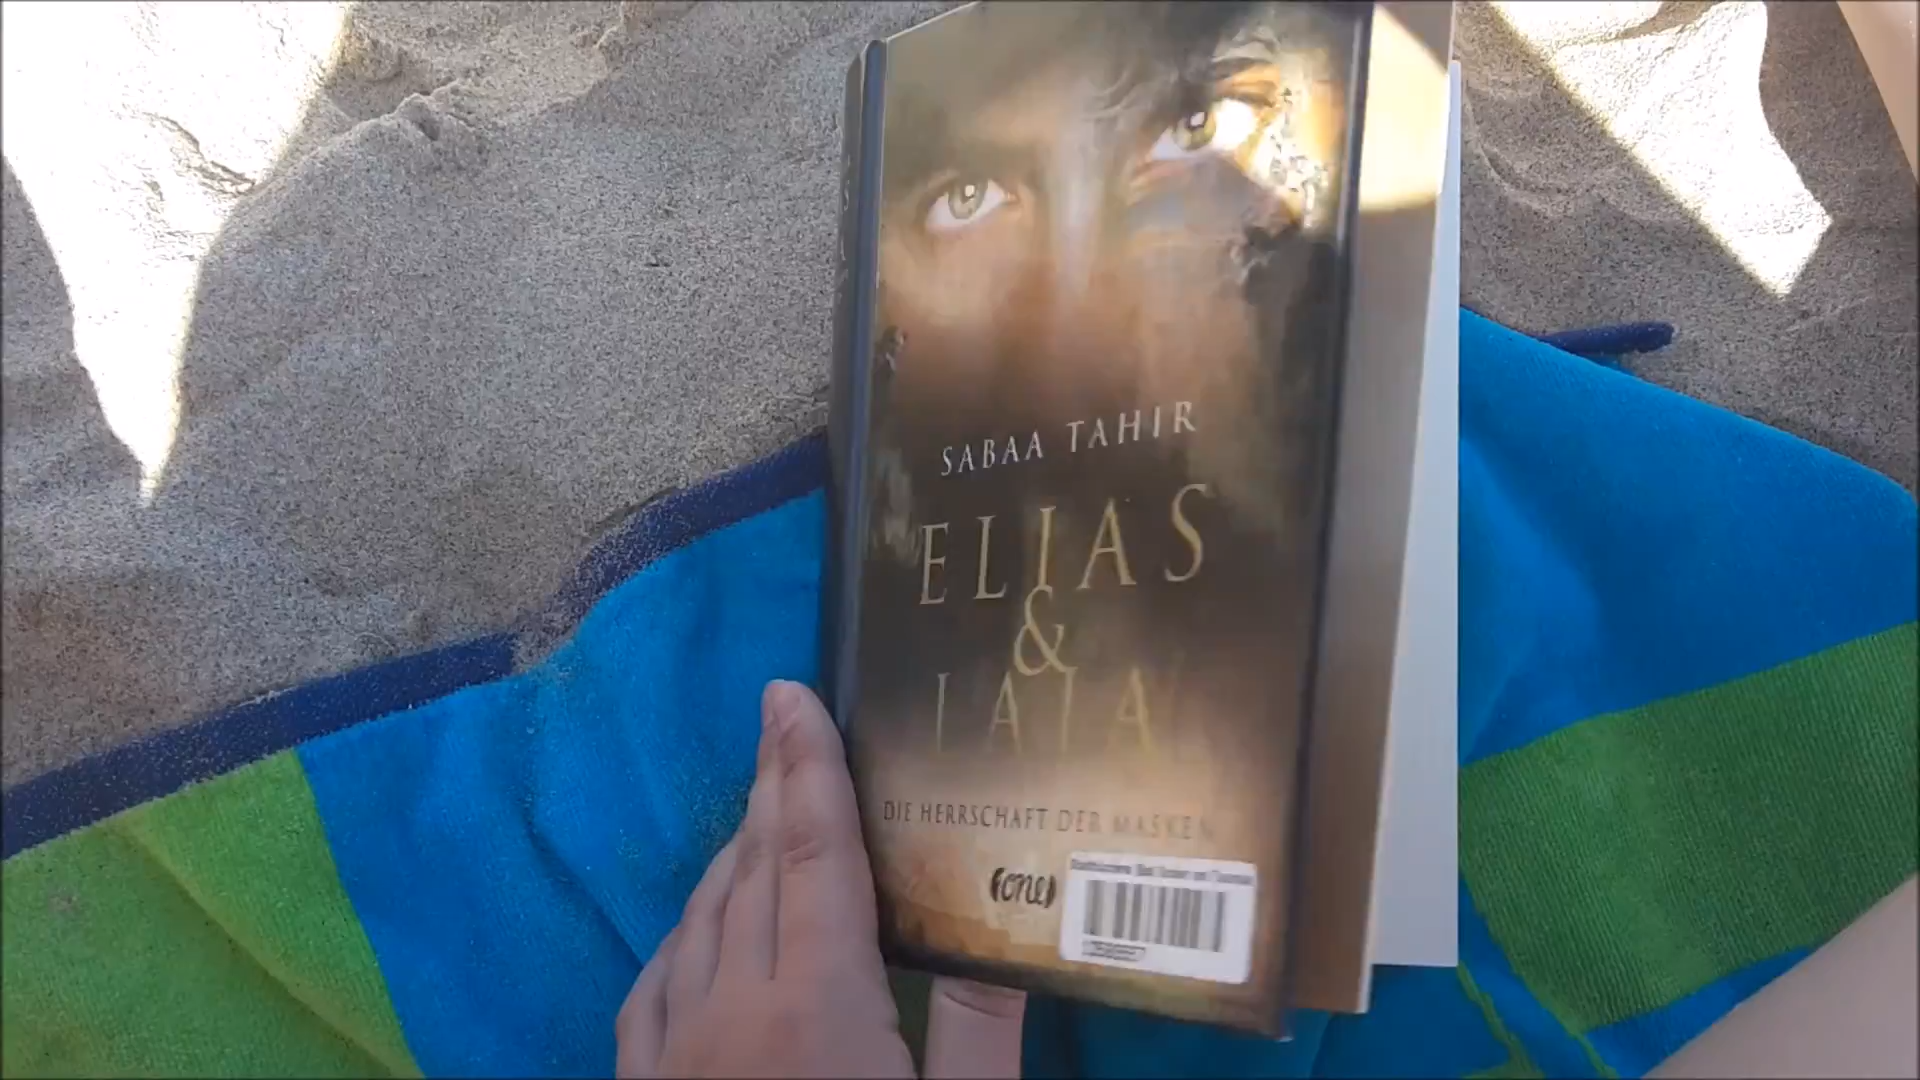 SABAA TAHIR
ELIAS
&
LAIA
DIE HERRSCHAFT DER MASKEN
(one)